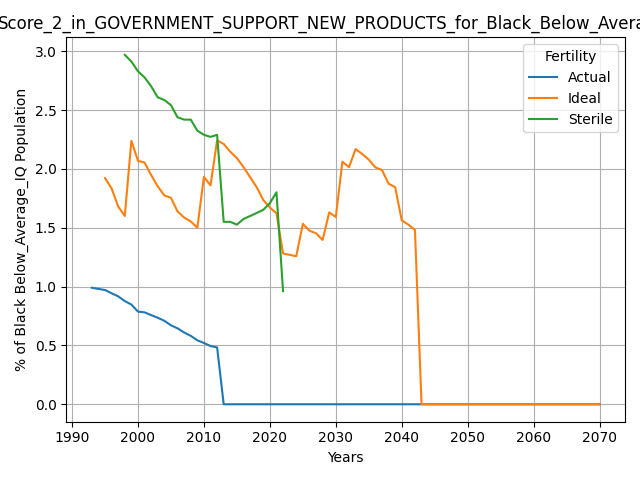 Score_2_in_GOVERNMENT_SUPPORT_NEW_PRODUCTS_for_Black_Below_Avera
Fertility
Actual
Ideal
Sterile
% of Black Below_Average_IQ Population
3.0
2.5
2.0
1.5
1.0
0.5
0.0
1990 2000 2010 2020 2030 2040 2050 2060 2070
Years